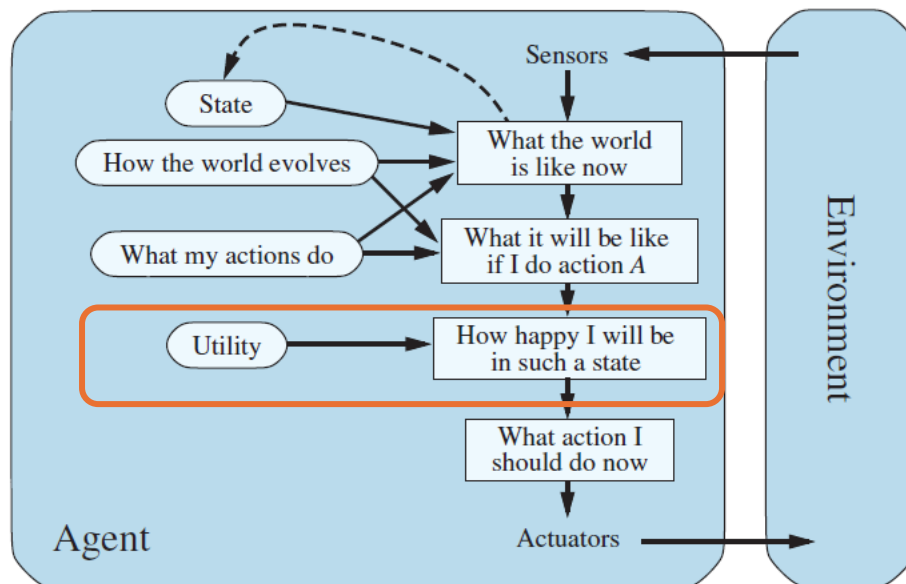 Sensors
State
What the world
is like now
How the world evolves
What my actions do
What it will be like
if I do action A
Utility
How happy I will be
in such a state
What action I
should do now
Agent
Actuators
Environment